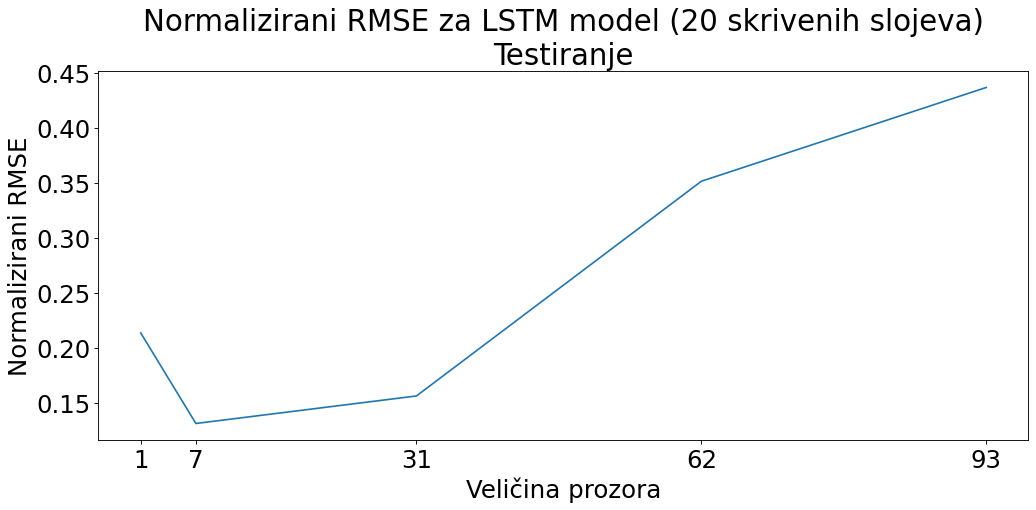 Normalizirani RMSE za LSTM model (20 skrivenih slojeva)
Testiranje
Normalizirani RMSE
0.45
0.40
0.35
0.30
0.25
0.20
0.15
1 7 31 62 93
Veličina prozora